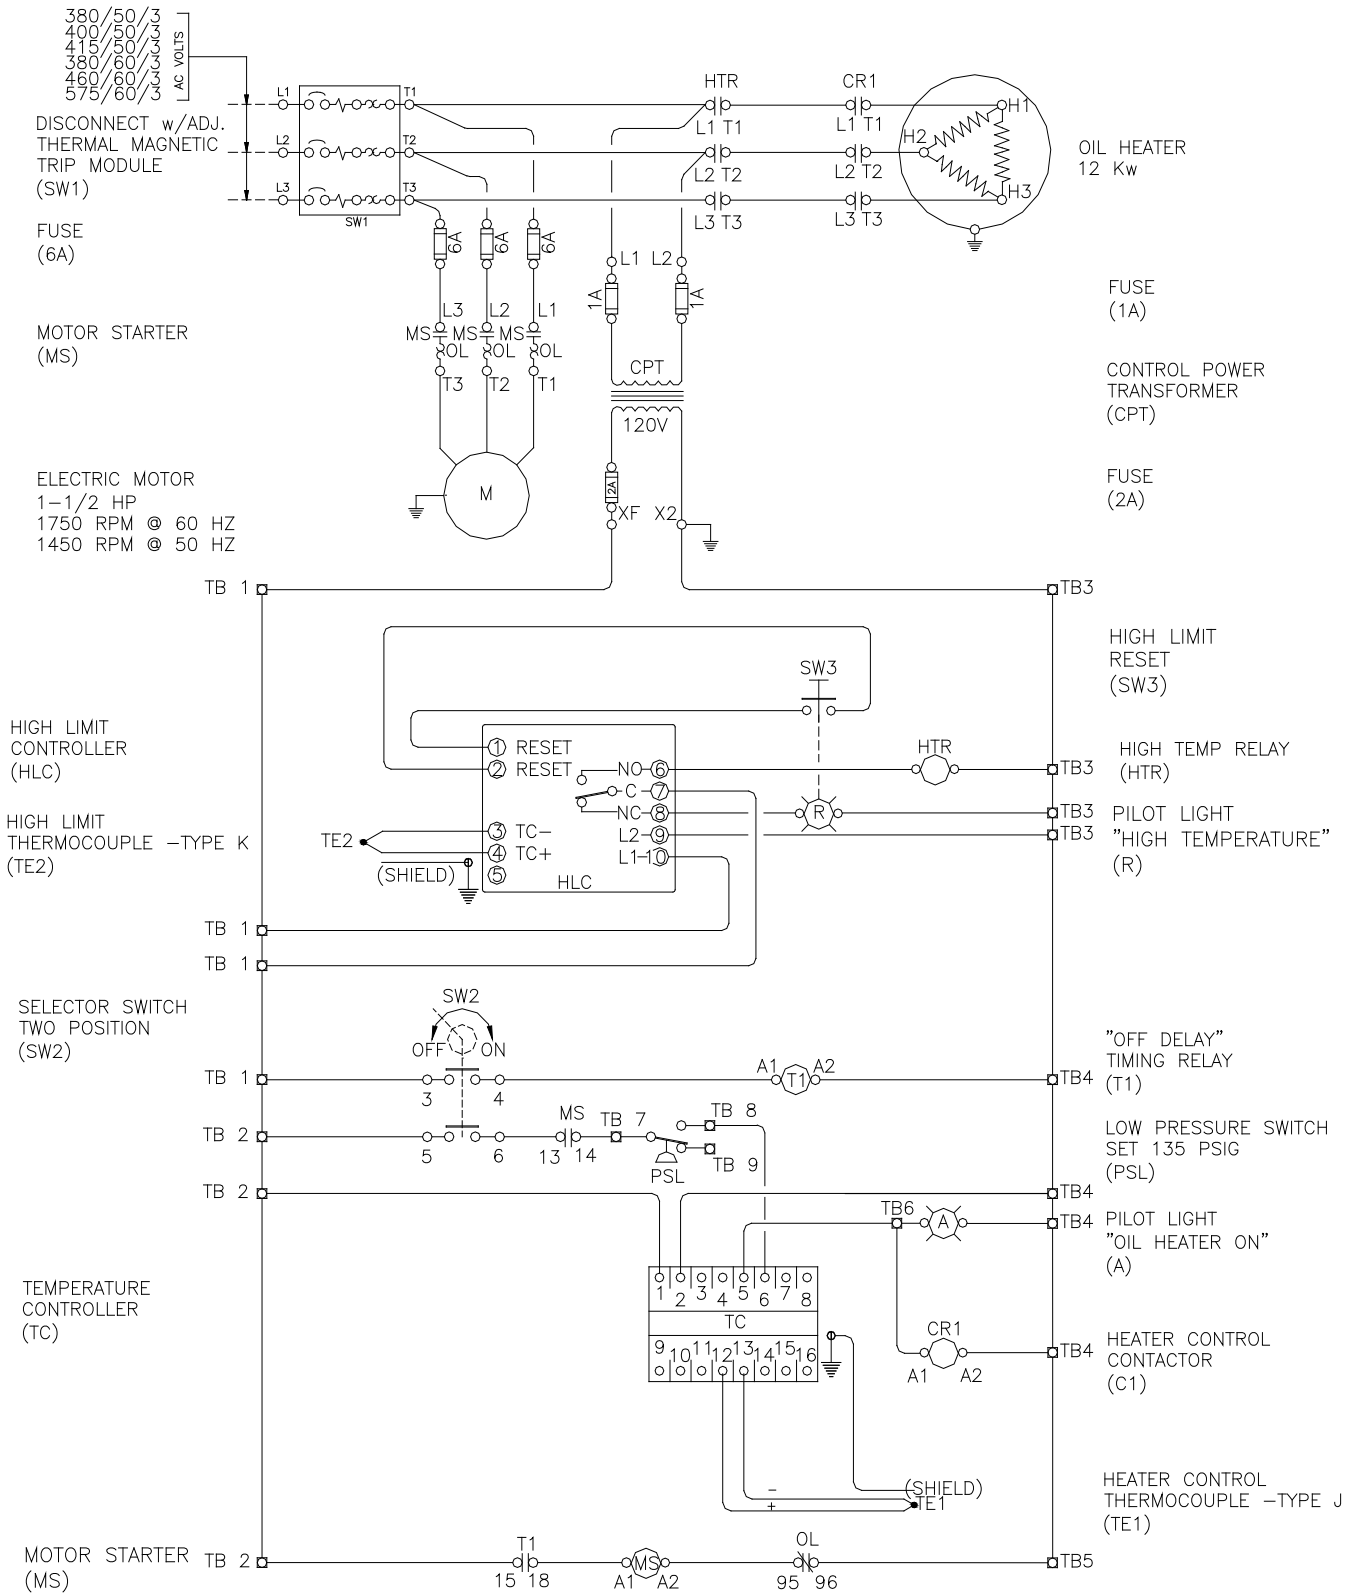 380/50/3
400/50/3
415/50/3
380/60/3
460/60/3
575/60/3
AC VOLTS
DISCONNECT w/ADJ.
THERMAL MAGNETIC
TRIP MODULE
(SW1)
L1
L2
L3
T1
T2
T3
SW1
HTR
L1 T1
L2 T2
L3 T3
CR1
L1 T1
L2 T2
L3 T3
H1
H2
H3
OIL HEATER
12 Kw
FUSE
(6A)
6A
6A
6A
L1
L2
1A
1A
FUSE
(1A)
MOTOR STARTER
(MS)
L3
L2
L1
MS
MS
MS
OL
OL
OL
T3
T2
T1
CPT
120V
CONTROL POWER
TRANSFORMER
(CPT)
ELECTRIC MOTOR
1-1/2 HP
1750 RPM @ 60 HZ
1450 RPM @ 50 HZ
M
2A
XF
X2
FUSE
(2A)
TB 1
TB3
HIGH LIMIT
RESET
(SW3)
SW3
HIGH LIMIT
CONTROLLER
(HLC)
1 RESET
2 RESET
3 TC-
4 TC+
5
NO 6
C 7
NC 8
L2 9
L1-10
HLC
HTR
TB3
HIGH TEMP RELAY
(HTR)
R
TB3
TB3
PILOT LIGHT
"HIGH TEMPERATURE"
(R)
HIGH LIMIT
THERMOCOUPLE -TYPE K
(TE2)
TE2
(SHIELD)
TB 1
TB 1
SELECTOR SWITCH
TWO POSITION
(SW2)
SW2
OFF
ON
TB 1
3
4
A1
T1
A2
TB4
"OFF DELAY"
TIMING RELAY
(T1)
TB 2
5
6
MS
13 14
TB 7
PSL
TB 8
TB 9
LOW PRESSURE SWITCH
SET 135 PSIG
(PSL)
TB 2
TB4
TB6
A
TB4
PILOT LIGHT
"OIL HEATER ON"
(A)
TEMPERATURE
CONTROLLER
(TC)
1 2 3 4 5 6 7 8
TC
9 10 11 12 13 14 15 16
CR1
A1
A2
TB4
HEATER CONTROL
CONTACTOR
(C1)
-
+
(SHIELD)
TE1
HEATER CONTROL
THERMOCOUPLE -TYPE J
(TE1)
MOTOR STARTER
(MS)
TB 2
T1
15 18
MS
A1
A2
OL
95 96
TB5